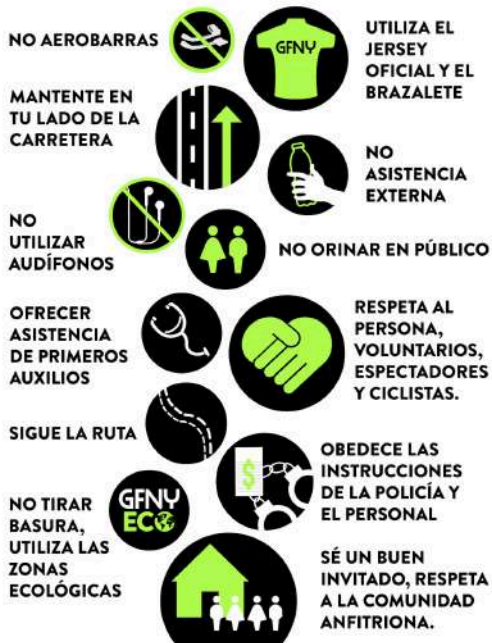 NO AEROBARRAS
GFNY
UTILIZA EL
JERSEY
OFICIAL Y EL
BRAZALETE
MANTENTE EN
TU LADO DE LA
CARRETERA
NO
ASISTENCIA
EXTERNA
NO
UTILIZAR
AUDÍFONOS
NO ORINAR EN PÚBLICO
OFRECER
ASISTENCIA
DE PRIMEROS
AUXILIOS
RESPETA AL
PERSONA,
VOLUNTARIOS,
ESPECTADORES
Y CICLISTAS.
SIGUE LA RUTA
$
OBEDECE LAS
INSTRUCCIONES
DE LA POLICÍA Y
EL PERSONAL
NO TIRAR
BASURA,
UTILIZA LAS
ZONAS
ECOLÓGICAS
GFNY
ECO
SÉ UN BUEN
INVITADO, RESPETA
A LA COMUNIDAD
ANFITRIONA.